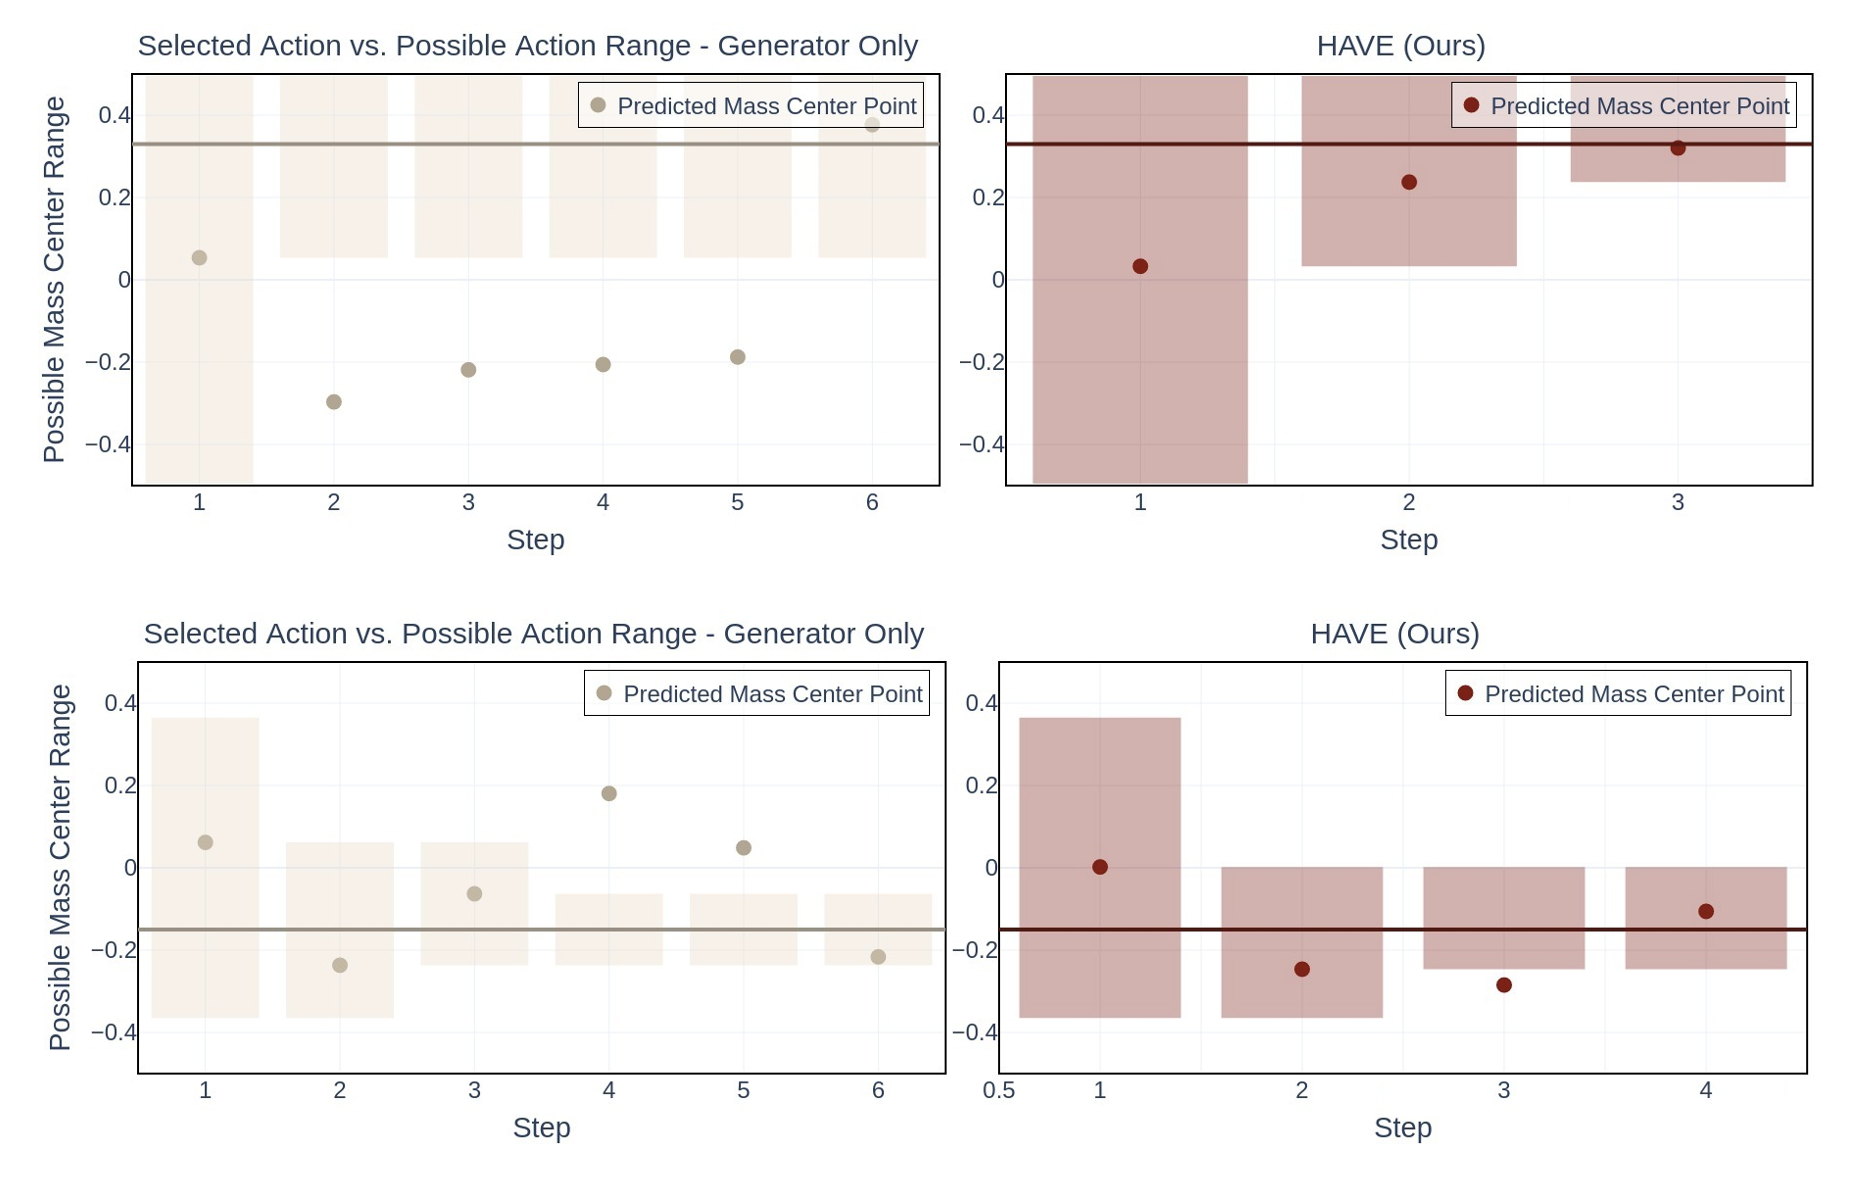 Selected Action vs. Possible Action Range - Generator Only
HAVE (Ours)
Possible Mass Center Range
0.4
0.2
0
−0.2
−0.4
Predicted Mass Center Point
1 2 3 4 5 6
Step
0.4
0.2
0
−0.2
−0.4
Predicted Mass Center Point
1 2 3
Step
Selected Action vs. Possible Action Range - Generator Only
HAVE (Ours)
Possible Mass Center Range
0.4
0.2
0
−0.2
−0.4
Predicted Mass Center Point
1 2 3 4 5 6
Step
0.4
0.2
0
−0.2
−0.4
Predicted Mass Center Point
0.5 1 2 3 4
Step